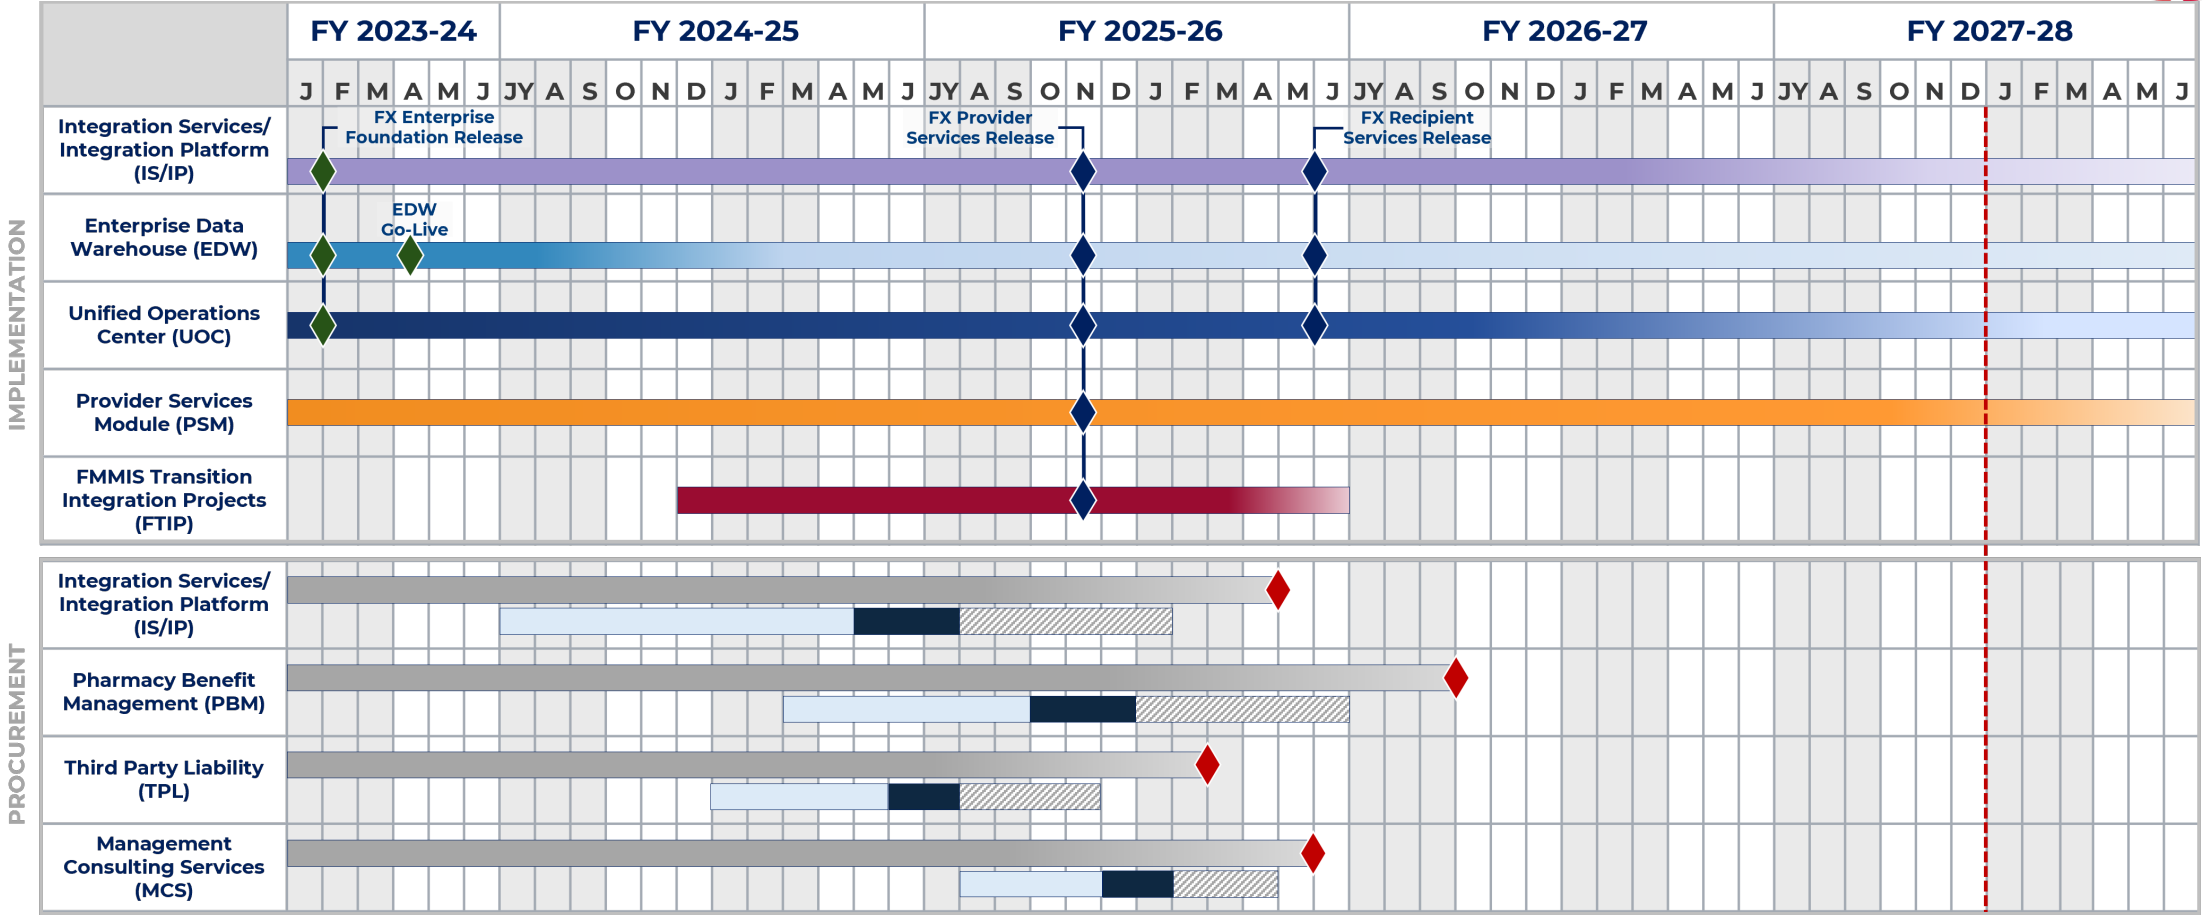 FY 2023-24 FY 2024-25 FY 2025-26 FY 2026-27 FY 2027-28
J F M A M J JY A S O N D J F M A M J JY A S O N D J F M A M J JY A S O N D J F M A M J JY A S O N D J F M A M J
IMPLEMENTATION
Integration Services/
Integration Platform
(IS/IP)
FX Enterprise
Foundation Release
FX Provider
Services Release
FX Recipient
Services Release
Enterprise Data
Warehouse (EDW)
EDW
Go-Live
Unified Operations
Center (UOC)
Provider Services
Module (PSM)
FMMIS Transition
Integration Projects
(FTIP)
PROCUREMENT
Integration Services/
Integration Platform
(IS/IP)
Pharmacy Benefit
Management (PBM)
Third Party Liability
(TPL)
Management
Consulting Services
(MCS)